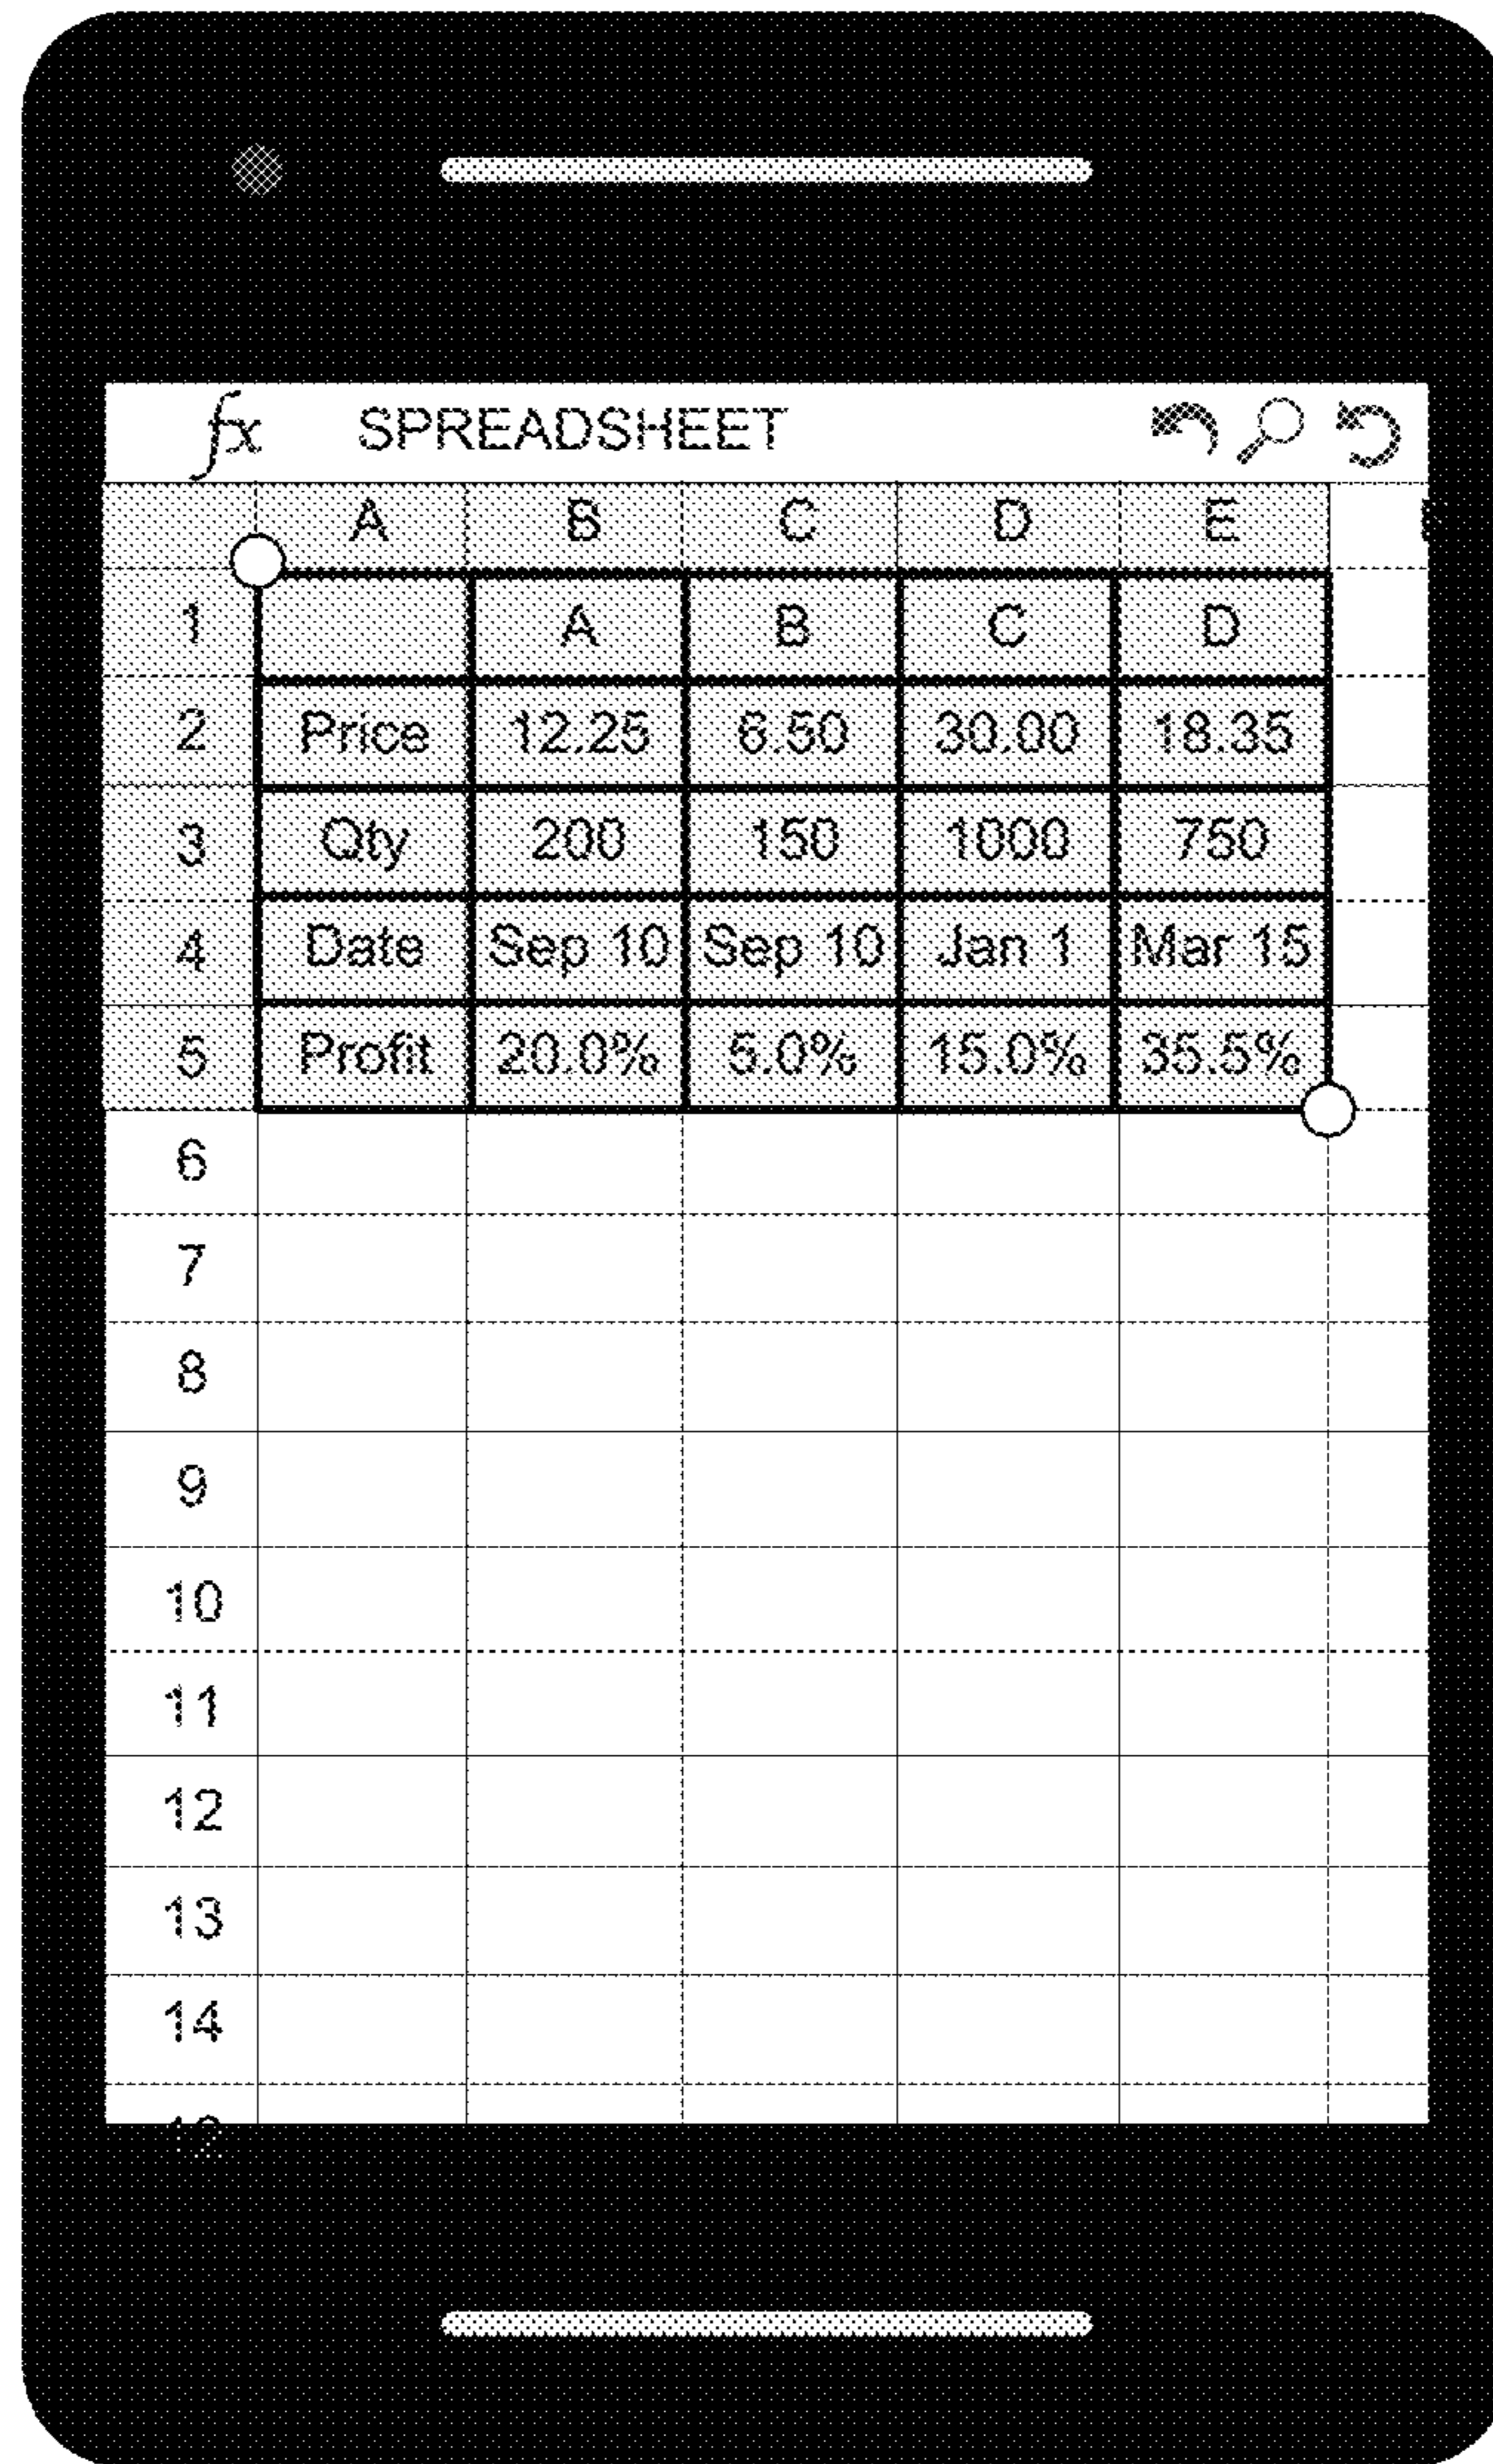 fx SPREADSHEET
A B C D E
1 A B C D
2 Price 12.25 6.50 30.00 18.35
3 Qty 200 150 1000 750
4 Date Sep 10 Sep 10 Jan 1 Mar 15
5 Profit 20.0% 5.0% 15.0% 35.5%
6
7
8
9
10
11
12
13
14